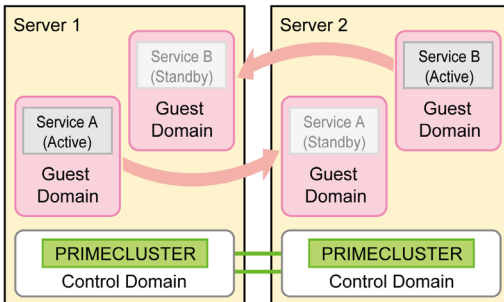 Server 1
Service B
(Standby)
Guest
Domain
Service A
(Active)
Guest
Domain
PRIMECLUSTER
Control Domain
Server 2
Service B
(Active)
Guest
Domain
Service A
(Standby)
Guest
Domain
PRIMECLUSTER
Control Domain